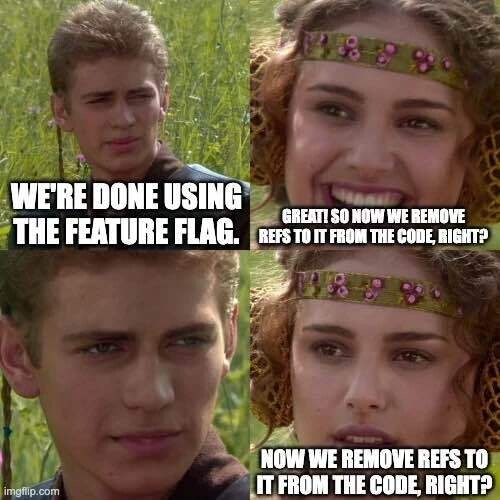 WE'RE DONE USING
THE FEATURE FLAG.
GREAT! SO NOW WE REMOVE
REFS TO IT FROM THE CODE, RIGHT?
NOW WE REMOVE REFS TO
IT FROM THE CODE, RIGHT?
imgflip.com